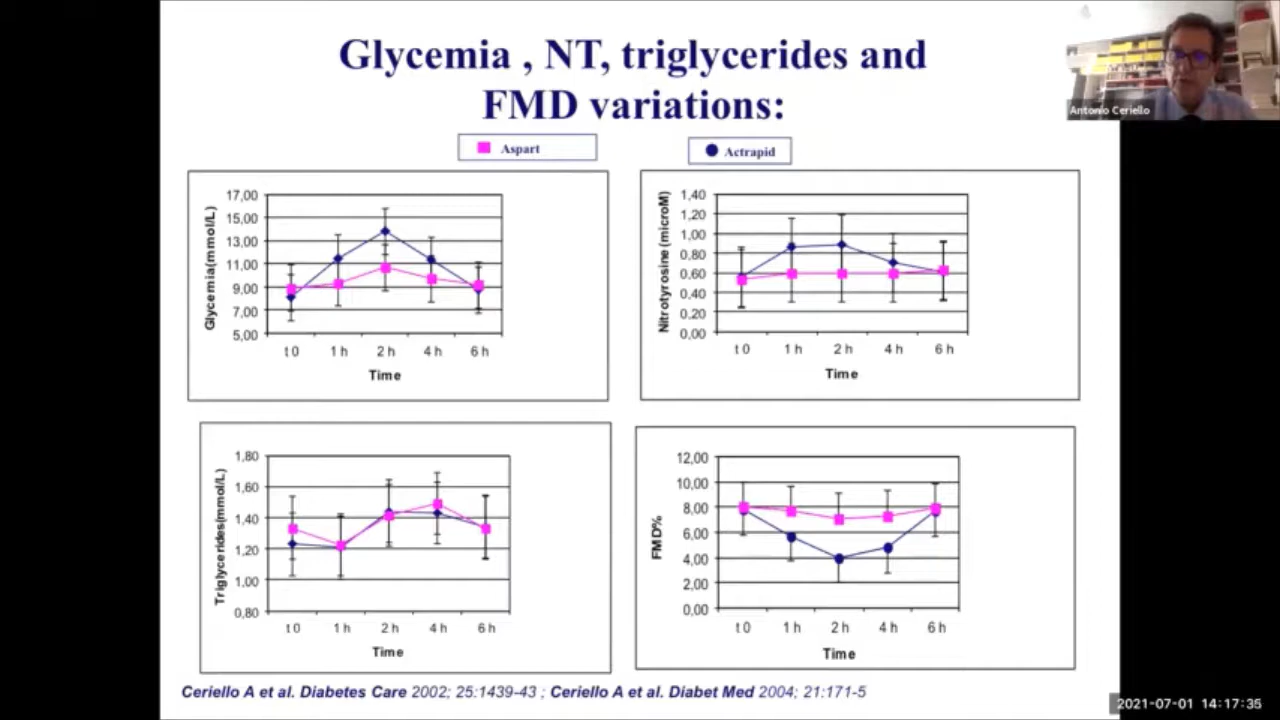 Glycemia , NT, triglycerides and
FMD variations:
Antonio Ceriello
Aspart
Actrapid
Glycemia(mmol/L)
17,00
15,00
13,00
11,00
9,00
7,00
5,00
t 0 1 h 2 h 4 h 6 h
Time
Nitrotyrosine (microM)
1,40
1,20
1,00
0,80
0,60
0,40
0,20
0,00
t 0 1 h 2 h 4 h 6 h
Time
Triglycerides(mmol/L)
1,80
1,60
1,40
1,20
1,00
0,80
t 0 1 h 2 h 4 h 6 h
Time
FMD%
12,00
10,00
8,00
6,00
4,00
2,00
0,00
t 0 1 h 2 h 4 h 6 h
Time
Ceriello A et al. Diabetes Care 2002; 25:1439-43 ; Ceriello A et al. Diabet Med 2004; 21:171-5
2021-07-01 14:17:35